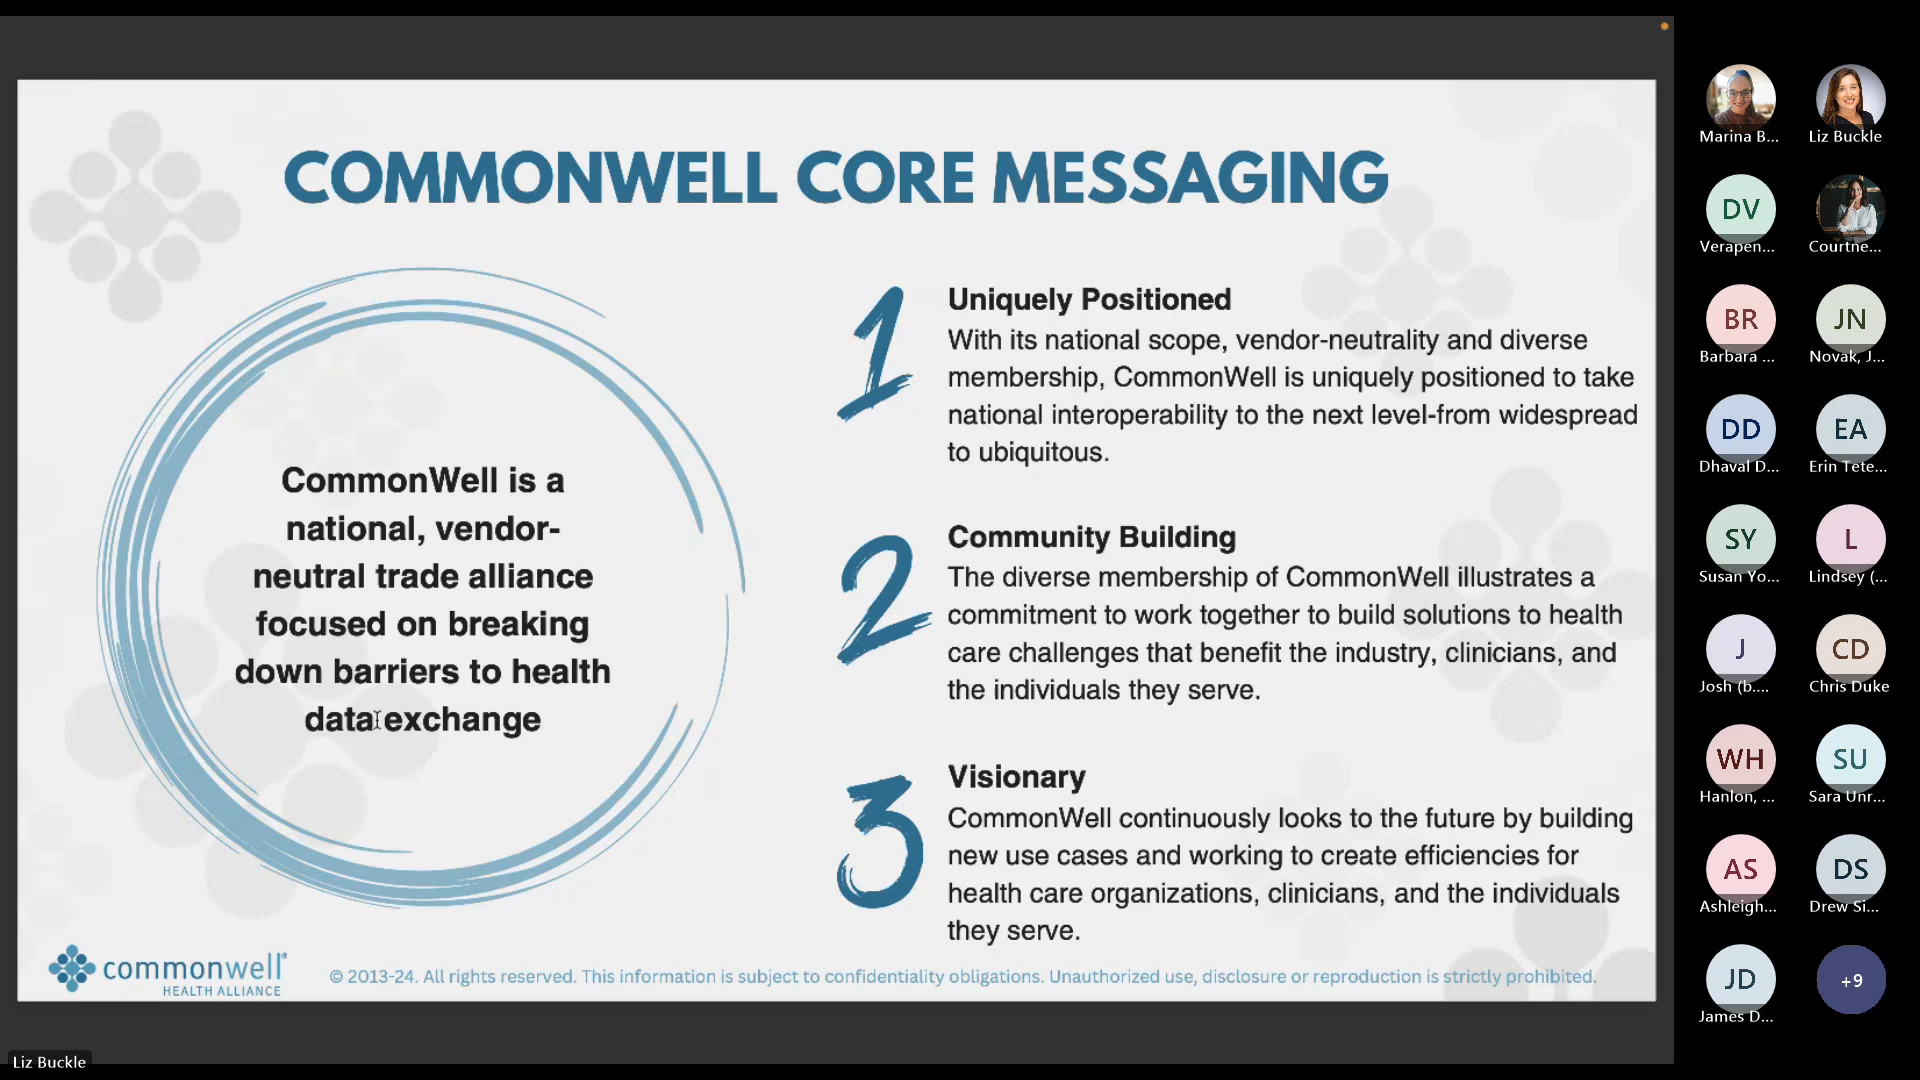 COMMONWELL CORE MESSAGING
CommonWell is a
national, vendor-
neutral trade alliance
focused on breaking
down barriers to health
data exchange
1
Uniquely Positioned
With its national scope, vendor-neutrality and diverse
membership, CommonWell is uniquely positioned to take
national interoperability to the next level-from widespread
to ubiquitous.
2
Community Building
The diverse membership of CommonWell illustrates a
commitment to work together to build solutions to health
care challenges that benefit the industry, clinicians, and
the individuals they serve.
3
Visionary
CommonWell continuously looks to the future by building
new use cases and working to create efficiencies for
health care organizations, clinicians, and the individuals
they serve.
commonwell®
HEALTH ALLIANCE
© 2013-24. All rights reserved. This information is subject to confidentiality obligations. Unauthorized use, disclosure or reproduction is strictly prohibited.
Liz Buckle
Marina B...
Liz Buckle
DV
Verapen...
Courtne...
BR
Barbara ...
JN
Novak, J...
DD
Dhaval D...
EA
Erin Tete...
SY
Susan Yo...
L
Lindsey (...
J
Josh (b....
CD
Chris Duke
WH
Hanlon, ...
SU
Sara Unr...
AS
Ashleigh...
DS
Drew Si...
JD
James D...
+9